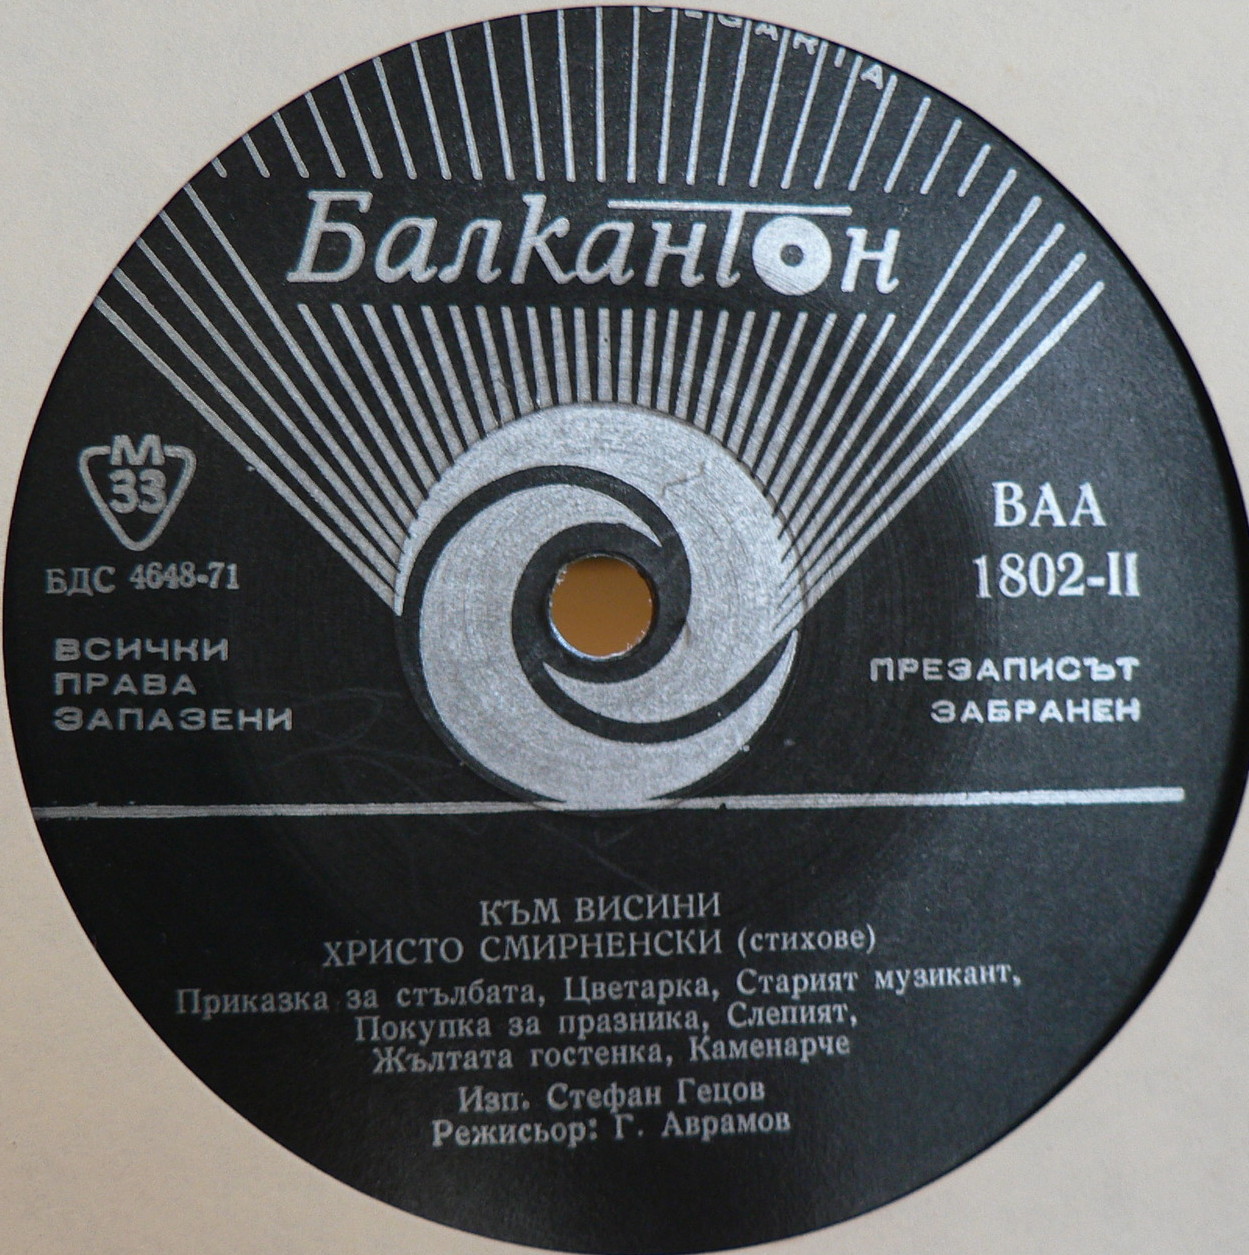 Балкантон
М
33
БДС 4648-71
ВСИЧКИ
ПРАВА
ЗАПАЗЕНИ
ВАА
1802-II
ПРЕЗАПИСЪТ
ЗАБРАНЕН
КЪМ ВИСИНИ
ХРИСТО СМИРНЕНСКИ (стихове)
Приказка за стълбата, Цветарка, Старият музикант,
Покупка за празника, Слепият,
Жълтата гостенка, Каменарче
Изп. Стефан Гецов
Режисьор: Г. Аврамов